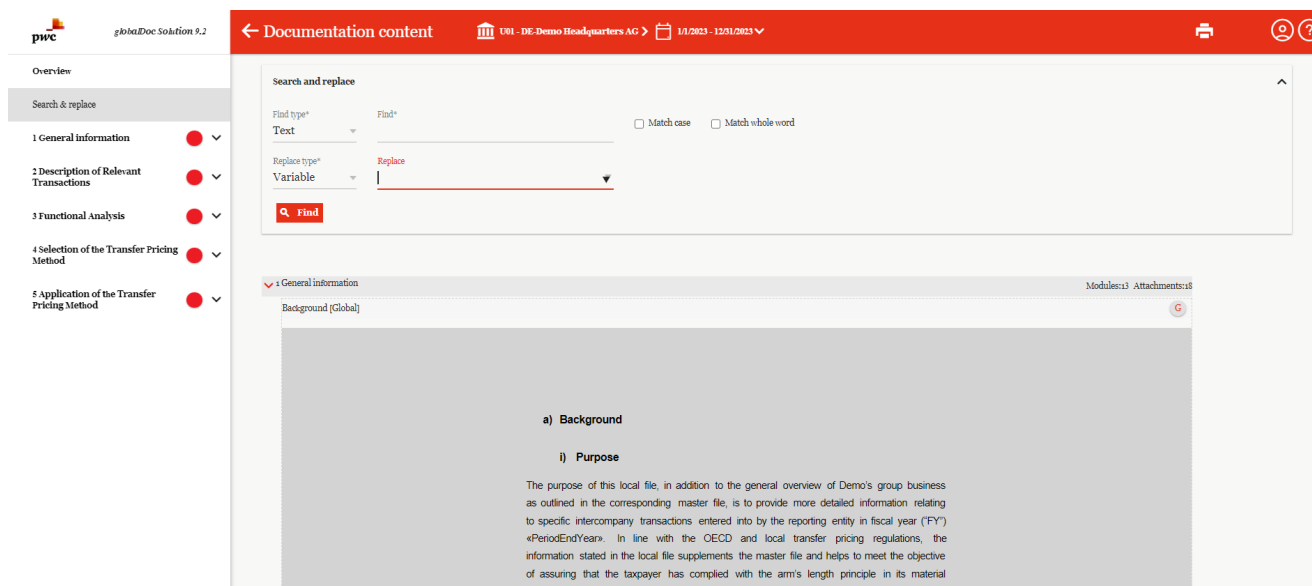 pwc
globalDoc Solution 9.2
Documentation content
U01 - DE-Demo Headquarters AG
1/1/2023 - 12/31/2023
?
Overview
Search & replace
1 General information
2 Description of Relevant
Transactions
3 Functional Analysis
4 Selection of the Transfer Pricing
Method
5 Application of the Transfer
Pricing Method
Search and replace
Find type*
Find*
Text
Match case
Match whole word
Replace type*
Replace
Variable
Find
1 General information
Modules:13 Attachments:18
Background [Global]
G
a) Background
i) Purpose
The purpose of this local file, in addition to the general overview of Demo's group business
as outlined in the corresponding master file, is to provide more detailed information relating
to specific intercompany transactions entered into by the reporting entity in fiscal year ("FY")
«PeriodEndYear». In line with the OECD and local transfer pricing regulations, the
information stated in the local file supplements the master file and helps to meet the objective
of assuring that the taxpayer has complied with the arm's length principle in its material